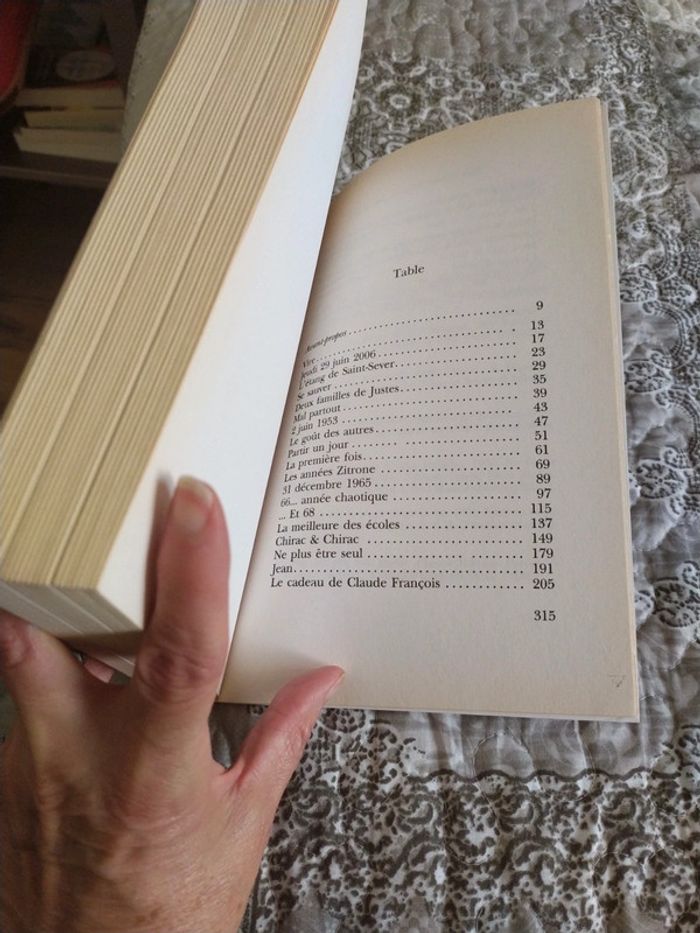 Table
Avant-propos . . . . . . . . . . . . . . . . . . . . . . . . . 9
Vire. . . . . . . . . . . . . . . . . . . . . . . . . . . . . . 13
Jeudi 29 juin 2006 . . . . . . . . . . . . . . . . . . . . 17
L'étang de Saint-Sever. . . . . . . . . . . . . . . . . . 23
Se sauver . . . . . . . . . . . . . . . . . . . . . . . . . . 29
Deux familles de Justes . . . . . . . . . . . . . . . . . 35
Mal partout . . . . . . . . . . . . . . . . . . . . . . . . 39
2 juin 1953 . . . . . . . . . . . . . . . . . . . . . . . . 43
Le goût des autres . . . . . . . . . . . . . . . . . . . . 47
Partir un jour . . . . . . . . . . . . . . . . . . . . . . . 51
La première fois. . . . . . . . . . . . . . . . . . . . . . 61
Les années Zitrone . . . . . . . . . . . . . . . . . . . . 69
31 décembre 1965 . . . . . . . . . . . . . . . . . . . . 89
66... année chaotique . . . . . . . . . . . . . . . . . . 97
... Et 68 . . . . . . . . . . . . . . . . . . . . . . . . . . 115
La meilleure des écoles . . . . . . . . . . . . . . . . . 137
Chirac & Chirac . . . . . . . . . . . . . . . . . . . . . 149
Ne plus être seul . . . . . . . . . . . . . . . . . . . . 179
Jean. . . . . . . . . . . . . . . . . . . . . . . . . . . . . 191
Le cadeau de Claude François . . . . . . . . . . . . 205
315